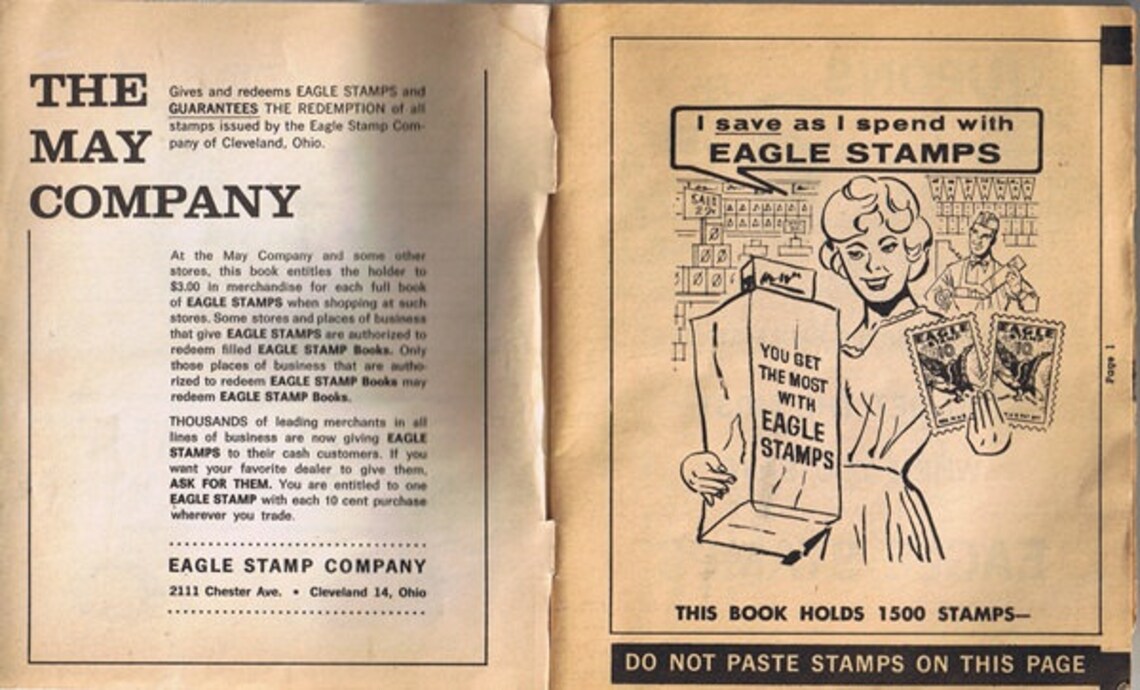 THE
MAY
COMPANY
Gives and redeems EAGLE STAMPS and
GUARANTEES THE REDEMPTION of all
stamps issued by the Eagle Stamp Com-
pany of Cleveland, Ohio.
At the May Company and some other
stores, this book entitles the holder to
$3.00 in merchandise for each full book
of EAGLE STAMPS when shopping at such
stores. Some stores and places of business
that give EAGLE STAMPS are authorized to
redeem filled EAGLE STAMP Books. Only
those places of business that are autho-
rized to redeem EAGLE STAMP Books may
redeem EAGLE STAMP Books.
THOUSANDS of leading merchants in all
lines of business are now giving EAGLE
STAMPS to their cash customers. If you
want your favorite dealer to give them,
ASK FOR THEM. You are entitled to one
EAGLE STAMP with each 10 cent purchase
wherever you trade.
EAGLE STAMP COMPANY
2111 Chester Ave. • Cleveland 14, Ohio
I save as I spend with
EAGLE STAMPS
SALE
29¢
YOU GET
THE MOST
WITH
EAGLE
STAMPS
EAGLE
10
EAGLE
10
Page 1
THIS BOOK HOLDS 1500 STAMPS—
DO NOT PASTE STAMPS ON THIS PAGE